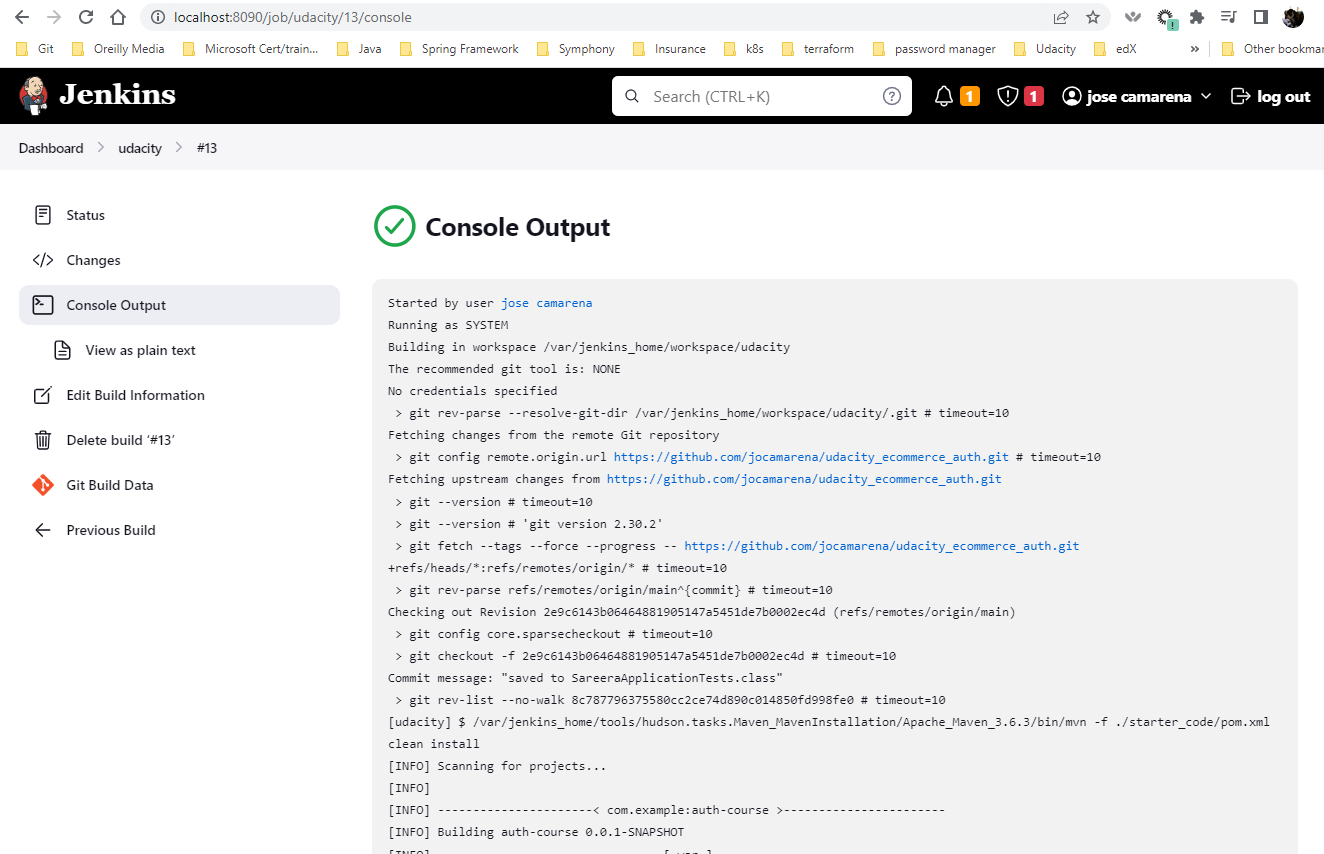 localhost:8090/job/udacity/13/console
Git Oreilly Media Microsoft Cert/train... Java Spring Framework Symphony Insurance k8s terraform password manager Udacity edX » Other bookmar
Jenkins Search (CTRL+K) 1 1 jose camarena log out
Dashboard udacity #13
Status
Changes
Console Output
View as plain text
Edit Build Information
Delete build ‘#13’
Git Build Data
Previous Build
Console Output
Started by user jose camarena
Running as SYSTEM
Building in workspace /var/jenkins_home/workspace/udacity
The recommended git tool is: NONE
No credentials specified
> git rev-parse --resolve-git-dir /var/jenkins_home/workspace/udacity/.git # timeout=10
Fetching changes from the remote Git repository
> git config remote.origin.url https://github.com/jocamarena/udacity_ecommerce_auth.git # timeout=10
Fetching upstream changes from https://github.com/jocamarena/udacity_ecommerce_auth.git
> git --version # timeout=10
> git --version # 'git version 2.30.2'
> git fetch --tags --force --progress -- https://github.com/jocamarena/udacity_ecommerce_auth.git
+refs/heads/*:refs/remotes/origin/* # timeout=10
> git rev-parse refs/remotes/origin/main^{commit} # timeout=10
Checking out Revision 2e9c6143b06464881905147a5451de7b0002ec4d (refs/remotes/origin/main)
> git config core.sparsecheckout # timeout=10
> git checkout -f 2e9c6143b06464881905147a5451de7b0002ec4d # timeout=10
Commit message: "saved to SareeraApplicationTests.class"
> git rev-list --no-walk 8c787796375580cc2ce74d890c014850fd998fe0 # timeout=10
[udacity] $ /var/jenkins_home/tools/hudson.tasks.Maven_MavenInstallation/Apache_Maven_3.6.3/bin/mvn -f ./starter_code/pom.xml
clean install
[INFO] Scanning for projects...
[INFO]
[INFO] ----------------------< com.example:auth-course >-----------------------
[INFO] Building auth-course 0.0.1-SNAPSHOT